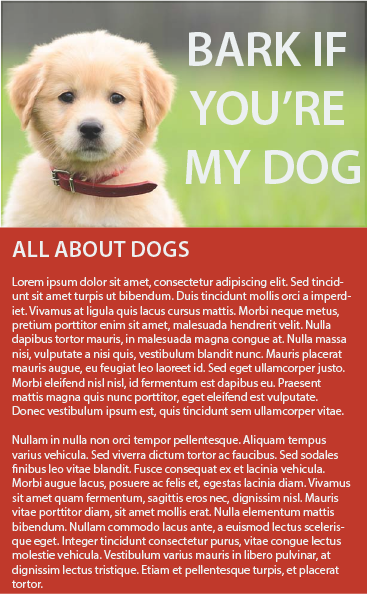 BARK IF
YOU’RE
MY DOG
ALL ABOUT DOGS
Lorem ipsum dolor sit amet, consectetur adipiscing elit. Sed tincid-
unt sit amet turpis ut bibendum. Duis tincidunt mollis orci a imperd-
iet. Vivamus at ligula quis lacus cursus mattis. Morbi neque metus,
pretium porttitor enim sit amet, malesuada hendrerit velit. Nulla
dapibus tortor mauris, in malesuada magna congue at. Nulla massa
nisi, vulputate a nisi quis, vestibulum blandit nunc. Mauris placerat
mauris augue, eu feugiat leo laoreet id. Sed eget ullamcorper justo.
Morbi eleifend nisl nisl, id fermentum est dapibus eu. Praesent
mattis magna quis nunc porttitor, eget eleifend est vulputate.
Donec vestibulum ipsum est, quis tincidunt sem ullamcorper vitae.
Nullam in nulla non orci tempor pellentesque. Aliquam tempus
varius vehicula. Sed viverra dictum tortor ac faucibus. Sed sodales
finibus leo vitae blandit. Fusce consequat ex et lacinia vehicula.
Morbi augue lacus, posuere ac felis et, egestas lacinia diam. Vivamus
sit amet quam fermentum, sagittis eros nec, dignissim nisl. Mauris
vitae porttitor diam, sit amet mollis erat. Nulla elementum mattis
bibendum. Nullam commodo lacus ante, a euismod lectus sceleris-
que eget. Integer tincidunt consectetur purus, vitae congue lectus
molestie vehicula. Vestibulum varius mauris in libero pulvinar, at
dignissim lectus tristique. Etiam et pellentesque turpis, et placerat
tortor.